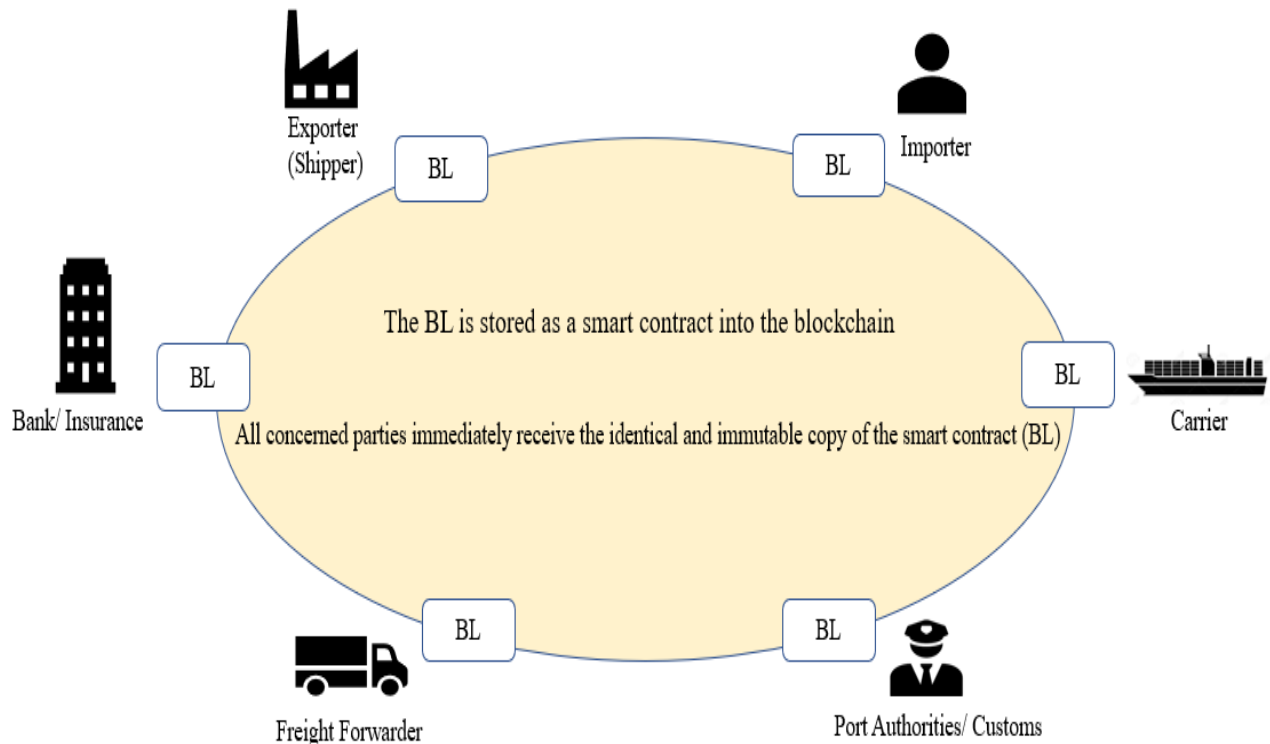 Exporter
(Shipper)
BL
BL
Importer
The BL is stored as a smart contract into the blockchain
BL
Bank/ Insurance
BL
Carrier
All concerned parties immediately receive the identical and immutable copy of the smart contract (BL)
BL
Freight Forwarder
BL
Port Authorities/ Customs